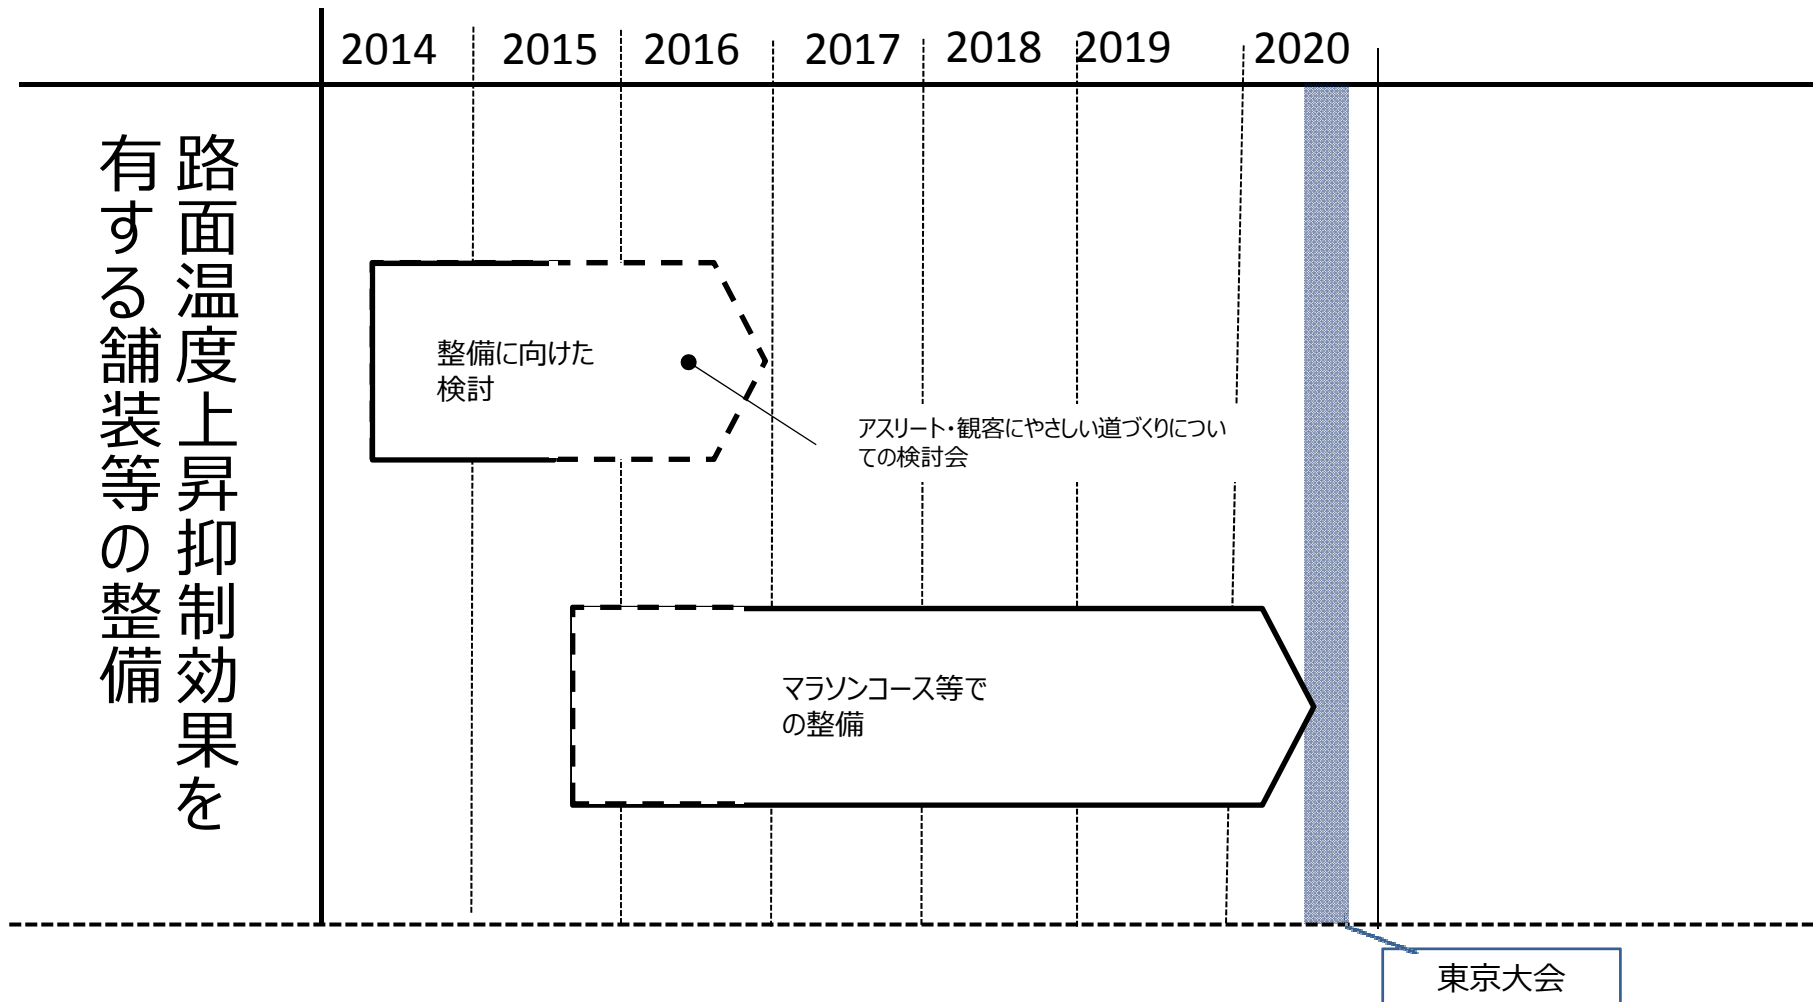 2014 2015 2016 2017 2018 2019 2020
路面温度上昇抑制効果を
有する舗装等の整備
整備に向けた
検討
アスリート・観客にやさしい道づくりについ
ての検討会
マラソンコース等で
の整備
東京大会